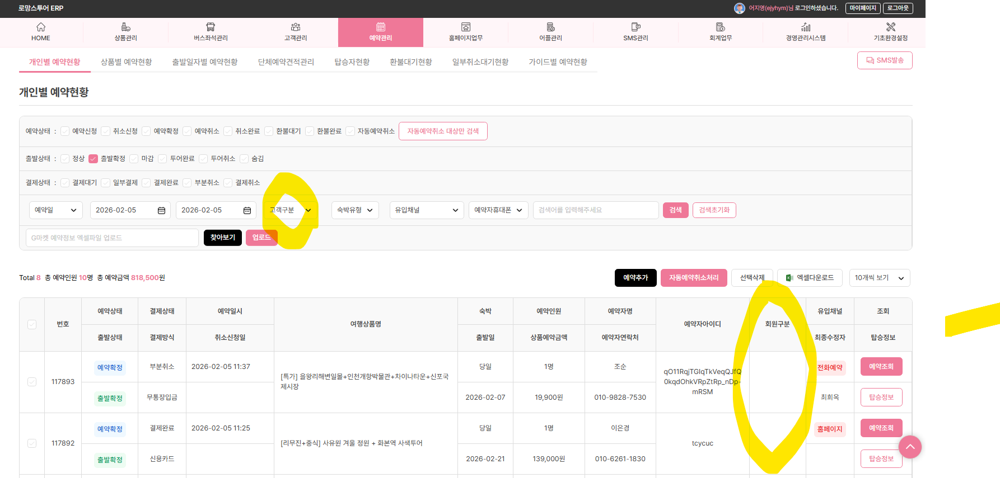 로망스투어 ERP
어지영(ejyhym)님 로그인하셨습니다. 마이페이지 로그아웃
HOME 상품관리 버스좌석관리 고객관리 예약관리 홈페이지업무 어플관리 SMS관리 회계업무 경영관리시스템 기초환경설정
개인별 예약현황 상품별 예약현황 출발일자별 예약현황 단체예약견적관리 탑승자현황 환불대기현황 일부취소대기현황 가이드별 예약현황 SMS발송
개인별 예약현황
예약상태 : 예약신청 취소신청 예약확정 예약취소 취소완료 환불대기 환불완료 자동예약취소 자동예약취소 대상만 검색
출발상태 : 정상 출발확정 마감 투어완료 투어취소 숨김
결제상태 : 결제대기 일부결제 결제완료 부분취소 결제취소
예약일 2026-02-05 2026-02-05 고객구분 숙박유형 유입채널 예약자휴대폰 검색어를 입력해주세요 검색 검색초기화
G마켓 예약정보 엑셀파일 업로드 찾아보기 업로드
Total 8 총 예약인원 10명 총 예약금액 818,500원 예약추가 자동예약취소처리 선택삭제 엑셀다운로드 10개씩 보기
예약상태 결제상태 예약일시 숙박 예약인원 예약자명 유입채널 조회
번호 여행상품명 예약자아이디 회원구분
출발상태 결제방식 취소신청일 출발일 상품예약금액 예약자연락처 최종수정자 탑승정보
예약확정 부분취소 2026-02-05 11:37 당일 1명 조순 전화예약 예약조회
117893 [특가] 을왕리해변일몰+인천개항박물관+차이나타운+신포국
제시장
qO11RqjTGIqTkVeqQJfQ
0kqdOhkVRpZtRp_nDp-
mRSM
출발확정 무통장입금 2026-02-07 19,900원 010-9828-7530 최희옥 탑승정보
예약확정 결제완료 2026-02-05 11:25 당일 1명 이은경 홈페이지 예약조회
117892 [리무진+중식] 사유원 겨울 정원 + 화본역 사색투어 tcycuc
출발확정 신용카드 2026-02-21 139,000원 010-6261-1830 탑승정보